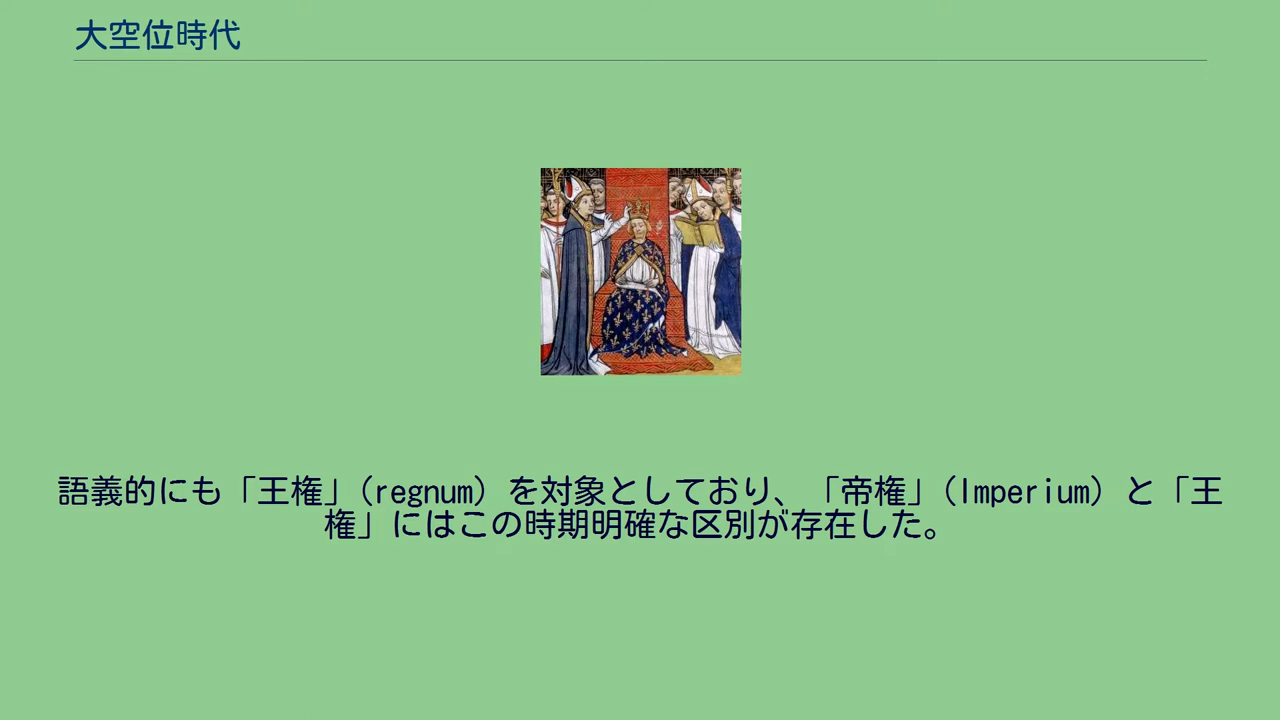 大空位時代
語義的にも「王権」（regnum）を対象としており、「帝権」（Imperium）と「王
権」にはこの時期明確な区別が存在した。